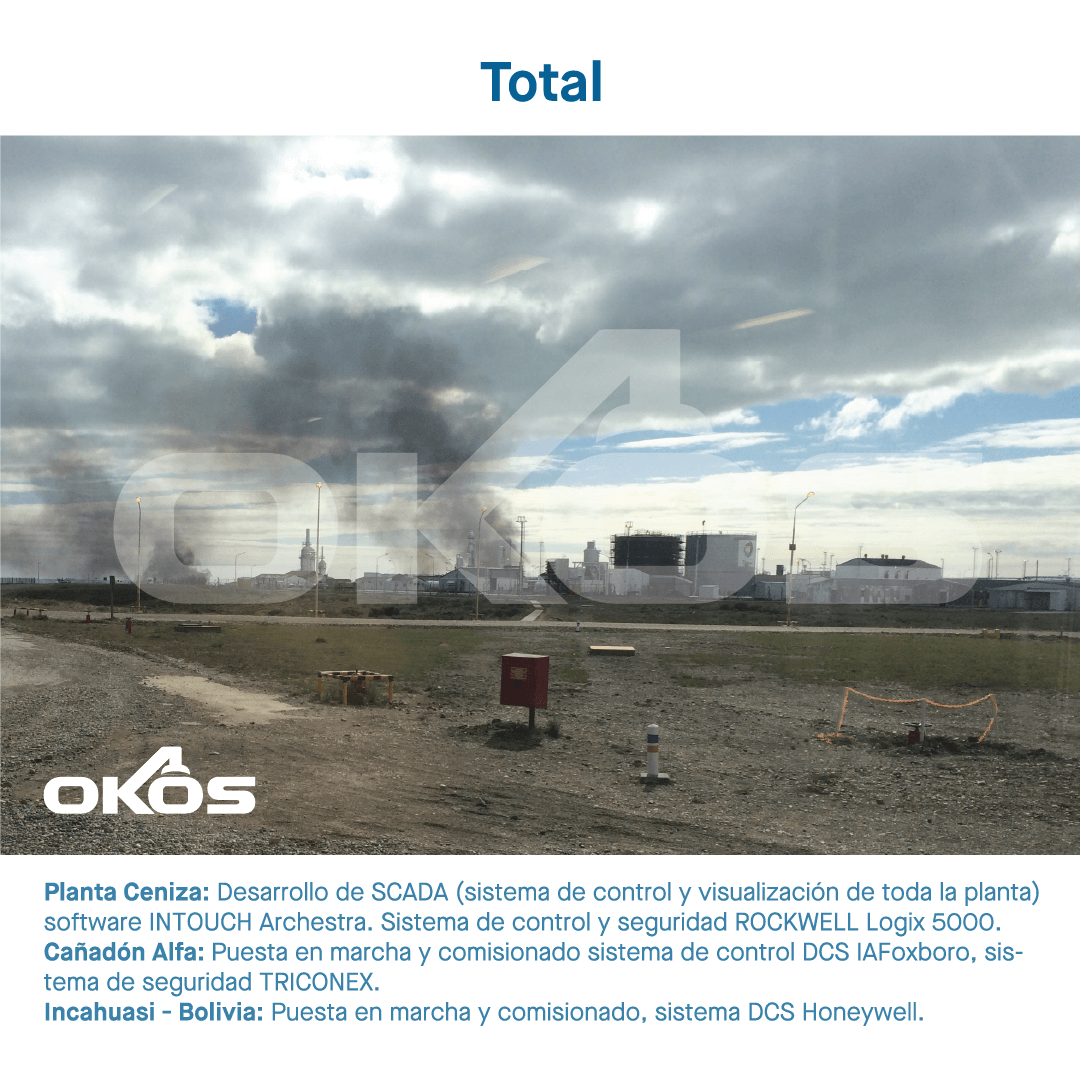 Total
OKOS
OKOS
Planta Ceniza: Desarrollo de SCADA (sistema de control y visualización de toda la planta)
software INTOUCH Archestra. Sistema de control y seguridad ROCKWELL Logix 5000.
Cañadón Alfa: Puesta en marcha y comisionado sistema de control DCS IAFoxboro, sis-
tema de seguridad TRICONEX.
Incahuasi - Bolivia: Puesta en marcha y comisionado, sistema DCS Honeywell.